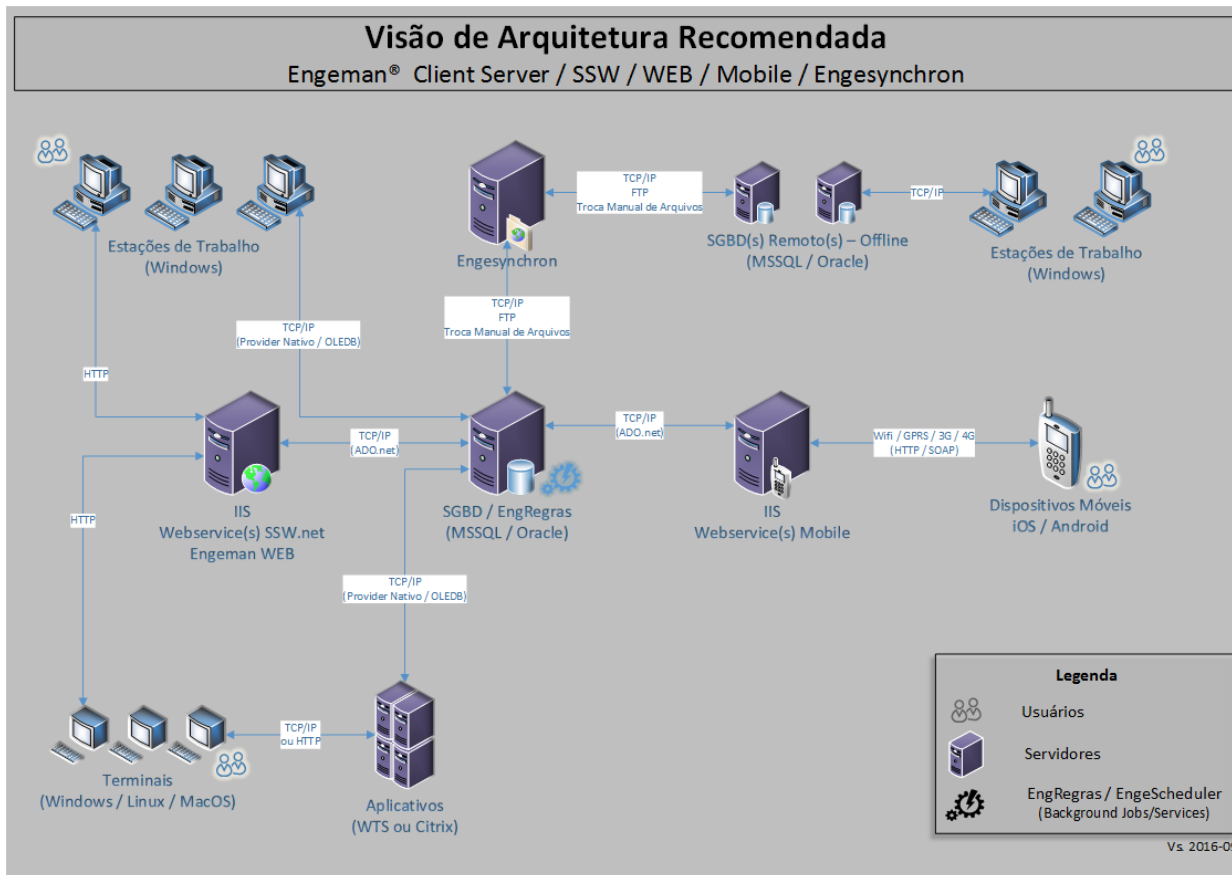 Visão de Arquitetura Recomendada
Engeman® Client Server / SSW / WEB / Mobile / Engesynchron
Estações de Trabalho
(Windows)
Engesynchron
TCP/IP
FTP
Troca Manual de Arquivos
SGBD(s) Remoto(s) – Offline
(MSSQL / Oracle)
TCP/IP
Estações de Trabalho
(Windows)
TCP/IP
FTP
Troca Manual de Arquivos
TCP/IP
(Provider Nativo / OLEDB)
HTTP
TCP/IP
(ADO.net)
TCP/IP
(ADO.net)
Wifi / GPRS / 3G / 4G
(HTTP / SOAP)
IIS
Webservice(s) SSW.net
Engeman WEB
SGBD / EngRegras
(MSSQL / Oracle)
IIS
Webservice(s) Mobile
Dispositivos Móveis
iOS / Android
HTTP
TCP/IP
(Provider Nativo / OLEDB)
TCP/IP
ou HTTP
Terminais
(Windows / Linux / MacOS)
Aplicativos
(WTS ou Citrix)
Legenda
Usuários
Servidores
EngRegras / EngeScheduler
(Background Jobs/Services)
Vs. 2016-09